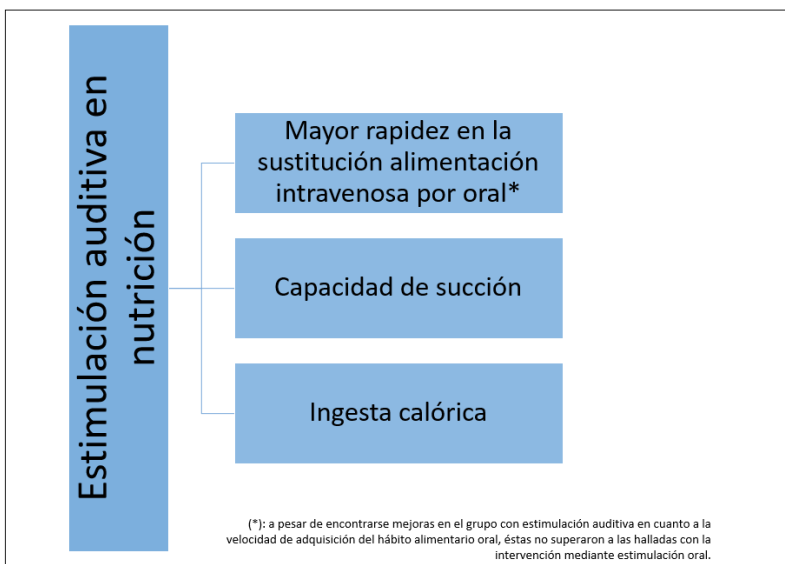 Estimulación auditiva en
nutrición
Mayor rapidez en la
sustitución alimentación
intravenosa por oral*
Capacidad de succión
Ingesta calórica
(*): a pesar de encontrarse mejoras en el grupo con estimulación auditiva en cuanto a la
velocidad de adquisición del hábito alimentario oral, éstas no superaron a las halladas con la
intervención mediante estimulación oral.